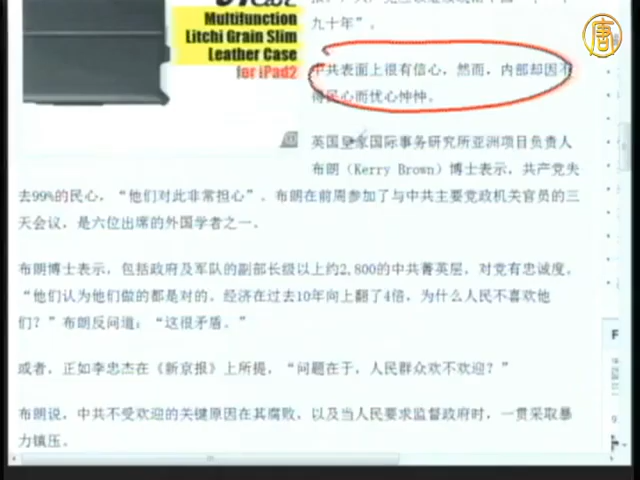 Multifunction
Litchi Grain Slim
Leather Case
for iPad2
唐
九十年”。
中共表面上很有信心，然而，内部却因不
得民心而忧心忡忡。
英国皇家国际事务研究所亚洲项目负责人
布朗（Kerry Brown）博士表示，共产党失
去99%的民心，“他们对此非常担心”。布朗在前周参加了与中共主要党政机关官员的三
天会议，是六位出席的外国学者之一。
布朗博士表示，包括政府及军队的副部长级以上约2,800的中共菁英层，对党有忠诚度。
“他们认为他们做的都是对的。经济在过去10年向上翻了4倍，为什么人民不喜欢他
们？”布朗反问道：“这很矛盾。”
或者，正如李忠杰在《新京报》上所提，“问题在于，人民群众欢不欢迎？”
布朗说，中共不受欢迎的关键原因在其腐败，以及当人民要求监督政府时，一贯采取暴
力镇压。